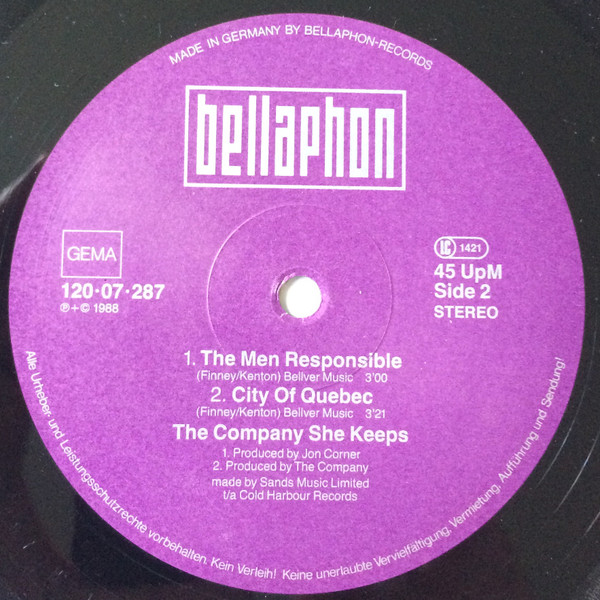 MADE IN GERMANY BY BELLAPHON-RECORDS
bellaphon
GEMA
120·07·287
℗+© 1988
LC 1421
45 UpM
Side 2
STEREO
1. The Men Responsible
(Finney/Kenton) Bellver Music 3'00
2. City Of Quebec
(Finney/Kenton) Bellver Music 3'21
The Company She Keeps
1. Produced by Jon Corner
2. Produced by The Company
made by Sands Music Limited
t/a Cold Harbour Records
Alle Urheber- und Leistungsschutzrechte vorbehalten. Kein Verleih! Keine unerlaubte Vervielfältigung, Vermietung, Aufführung und Sendung!